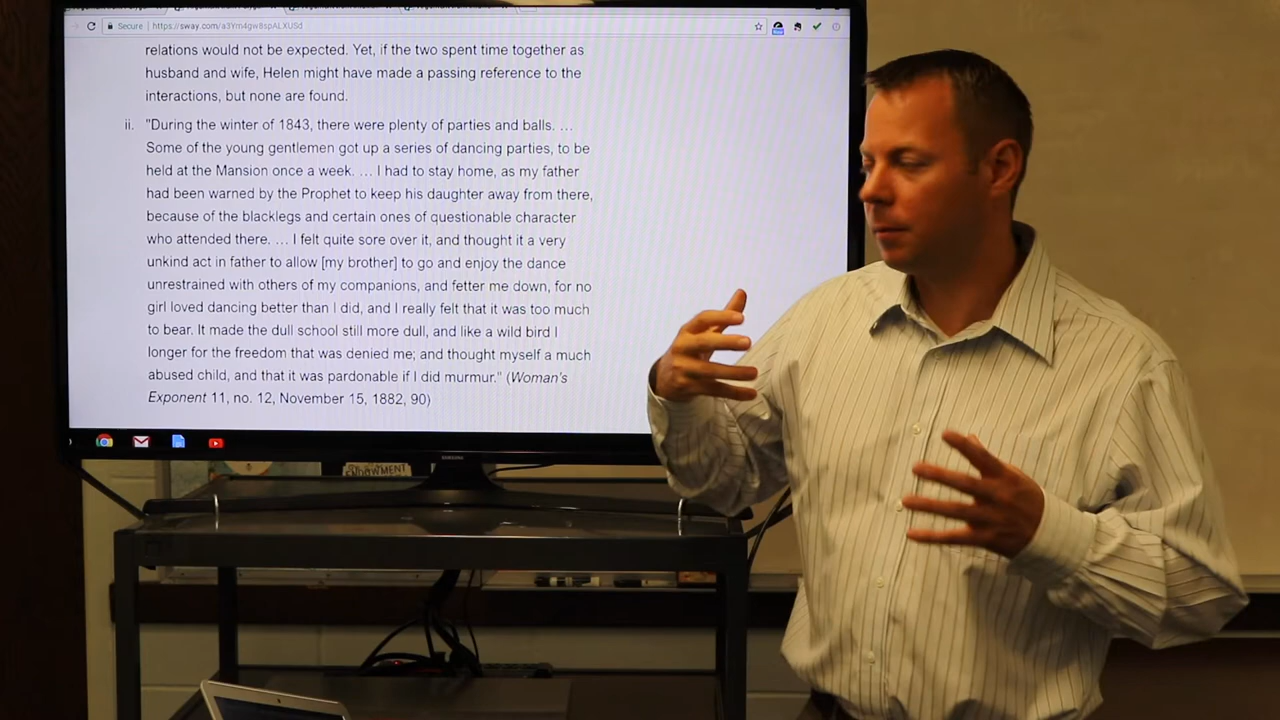 Secure
https://sway.com/a3Ym4gw8spALXUSd
relations would not be expected. Yet, if the two spent time together as
husband and wife, Helen might have made a passing reference to the
interactions, but none are found.
ii. "During the winter of 1843, there were plenty of parties and balls. …
Some of the young gentlemen got up a series of dancing parties, to be
held at the Mansion once a week. … I had to stay home, as my father
had been warned by the Prophet to keep his daughter away from there,
because of the blacklegs and certain ones of questionable character
who attended there. … I felt quite sore over it, and thought it a very
unkind act in father to allow [my brother] to go and enjoy the dance
unrestrained with others of my companions, and fetter me down, for no
girl loved dancing better than I did, and I really felt that it was too much
to bear. It made the dull school still more dull, and like a wild bird I
longer for the freedom that was denied me; and thought myself a much
abused child, and that it was pardonable if I did murmur." (Woman's
Exponent 11, no. 12, November 15, 1882, 90)
SAMSUNG
ENDOWMENT